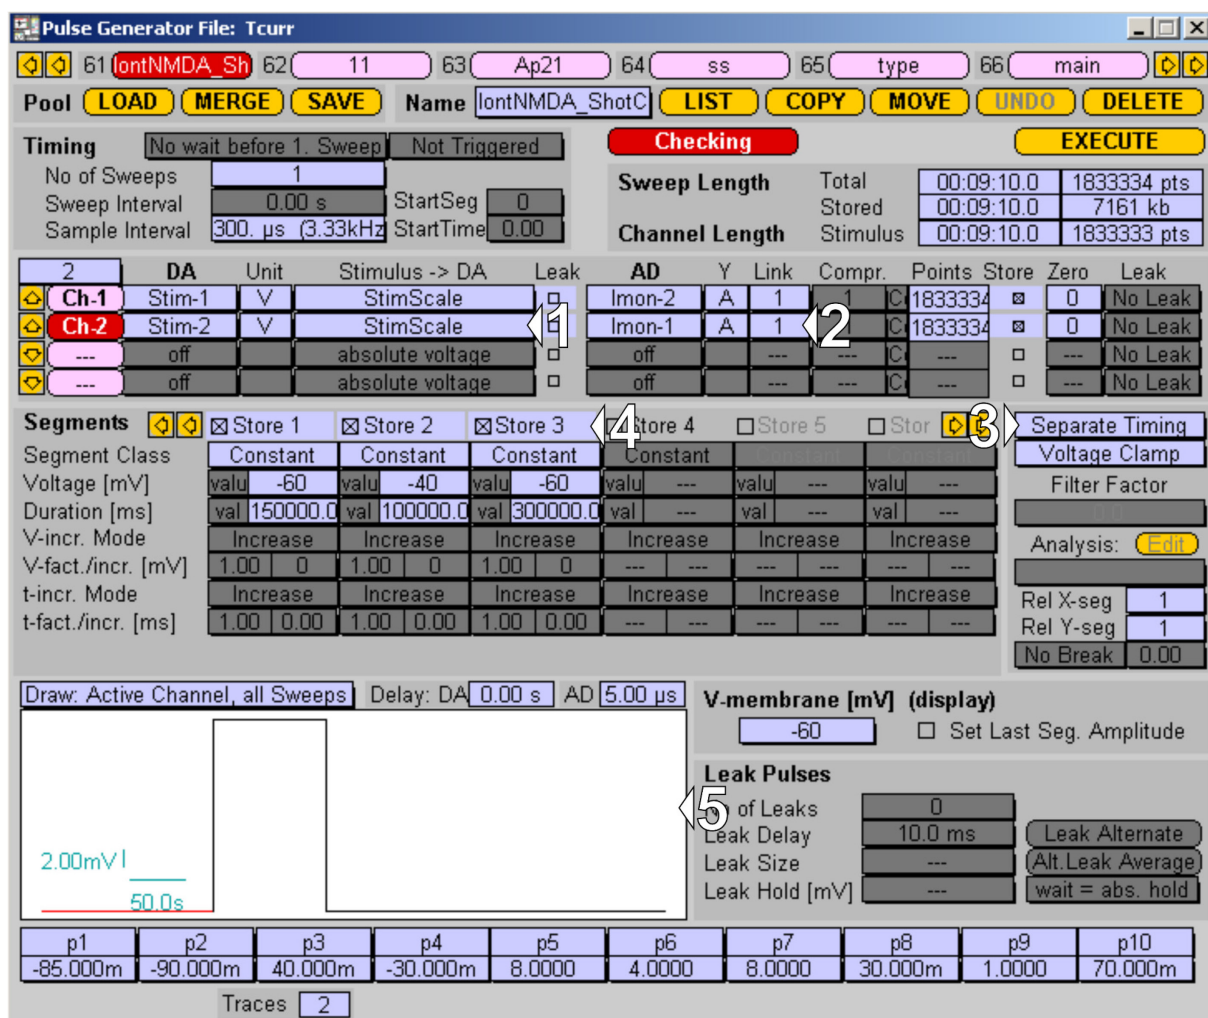 Pulse Generator File: Tcurr
61 IontNMDA_Sh 62 11 63 Ap21 64 ss 65 type 66 main
Pool LOAD MERGE SAVE Name IontNMDA_ShotC LIST COPY MOVE UNDO DELETE
Timing No wait before 1. Sweep Not Triggered Checking EXECUTE
No of Sweeps 1
Sweep Interval 0.00 s StartSeg 0
Sample Interval 300. µs (3.33kHz StartTime 0.00
Sweep Length Total 00:09:10.0 1833334 pts
Stored 00:09:10.0 7161 kb
Channel Length Stimulus 00:09:10.0 1833333 pts
2 DA Unit Stimulus -> DA Leak AD Y Link Compr. Points Store Zero Leak
Ch-1 Stim-1 V StimScale Imon-2 A 1 1 C 1833334 0 No Leak
Ch-2 Stim-2 V StimScale 1 Imon-1 A 1 2 C 1833334 0 No Leak
--- off absolute voltage off --- --- C --- --- No Leak
--- off absolute voltage off --- --- C --- --- No Leak
Segments Store 1 Store 2 Store 3 4 Store 4 Store 5 Stor 3 Separate Timing
Segment Class Constant Constant Constant Constant Constant Voltage Clamp
Voltage [mV] valu -60 valu -40 valu -60 valu --- valu --- val --- Filter Factor
Duration [ms] val 150000.0 val 100000.0 val 300000.0 val --- val --- val --- 0.0
V-incr. Mode Increase Increase Increase Increase Increase Increase Analysis: Edit
V-fact./incr. [mV] 1.00 0 1.00 0 1.00 0 --- --- --- --- --- ---
t-incr. Mode Increase Increase Increase Increase Increase Increase Rel X-seg 1
t-fact./incr. [ms] 1.00 0.00 1.00 0.00 1.00 0.00 --- --- --- --- --- --- Rel Y-seg 1
No Break 0.00
Draw: Active Channel, all Sweeps Delay: DA 0.00 s AD 5.00 µs
V-membrane [mV] (display)
-60 Set Last Seg. Amplitude
Leak Pulses
5 No of Leaks 0
Leak Delay 10.0 ms Leak Alternate
Leak Size --- Alt.Leak Average
Leak Hold [mV] --- wait = abs. hold
2.00mV
50.0s
p1 p2 p3 p4 p5 p6 p7 p8 p9 p10
-85.000m -90.000m 40.000m -30.000m 8.0000 4.0000 8.0000 30.000m 1.0000 70.000m
Traces 2